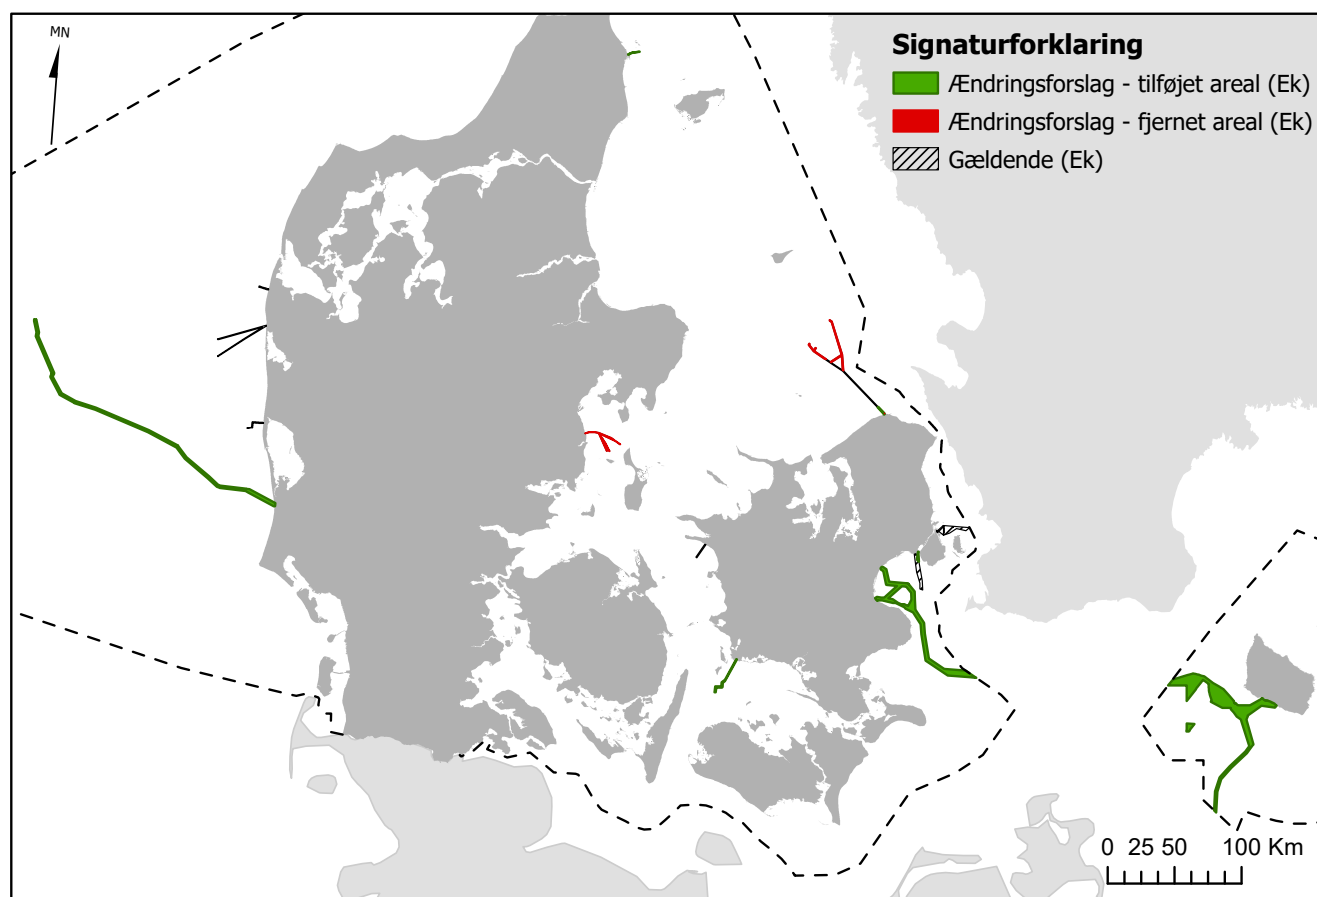 MN
Signaturforklaring
Ændringsforslag - tilføjet areal (Ek)
Ændringsforslag - fjernet areal (Ek)
Gældende (Ek)
0 25 50 100 Km